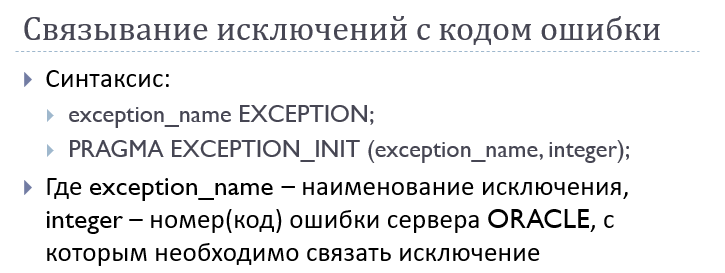 Связывание исключений с кодом ошибки
Синтаксис:
exception_name EXCEPTION;
PRAGMA EXCEPTION_INIT (exception_name, integer);
Где exception_name – наименование исключения,
integer – номер(код) ошибки сервера ORACLE, с
которым необходимо связать исключение